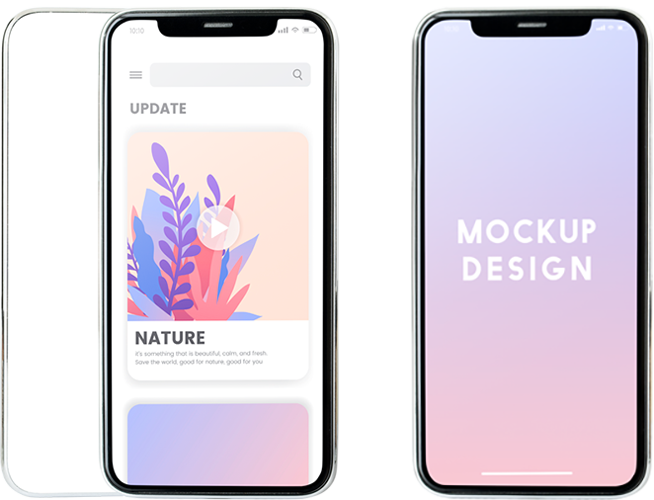 10:10
UPDATE
NATURE
It's something that is beautiful, calm, and fresh.
Save the world, good for nature, good for you
MOCKUP
DESIGN